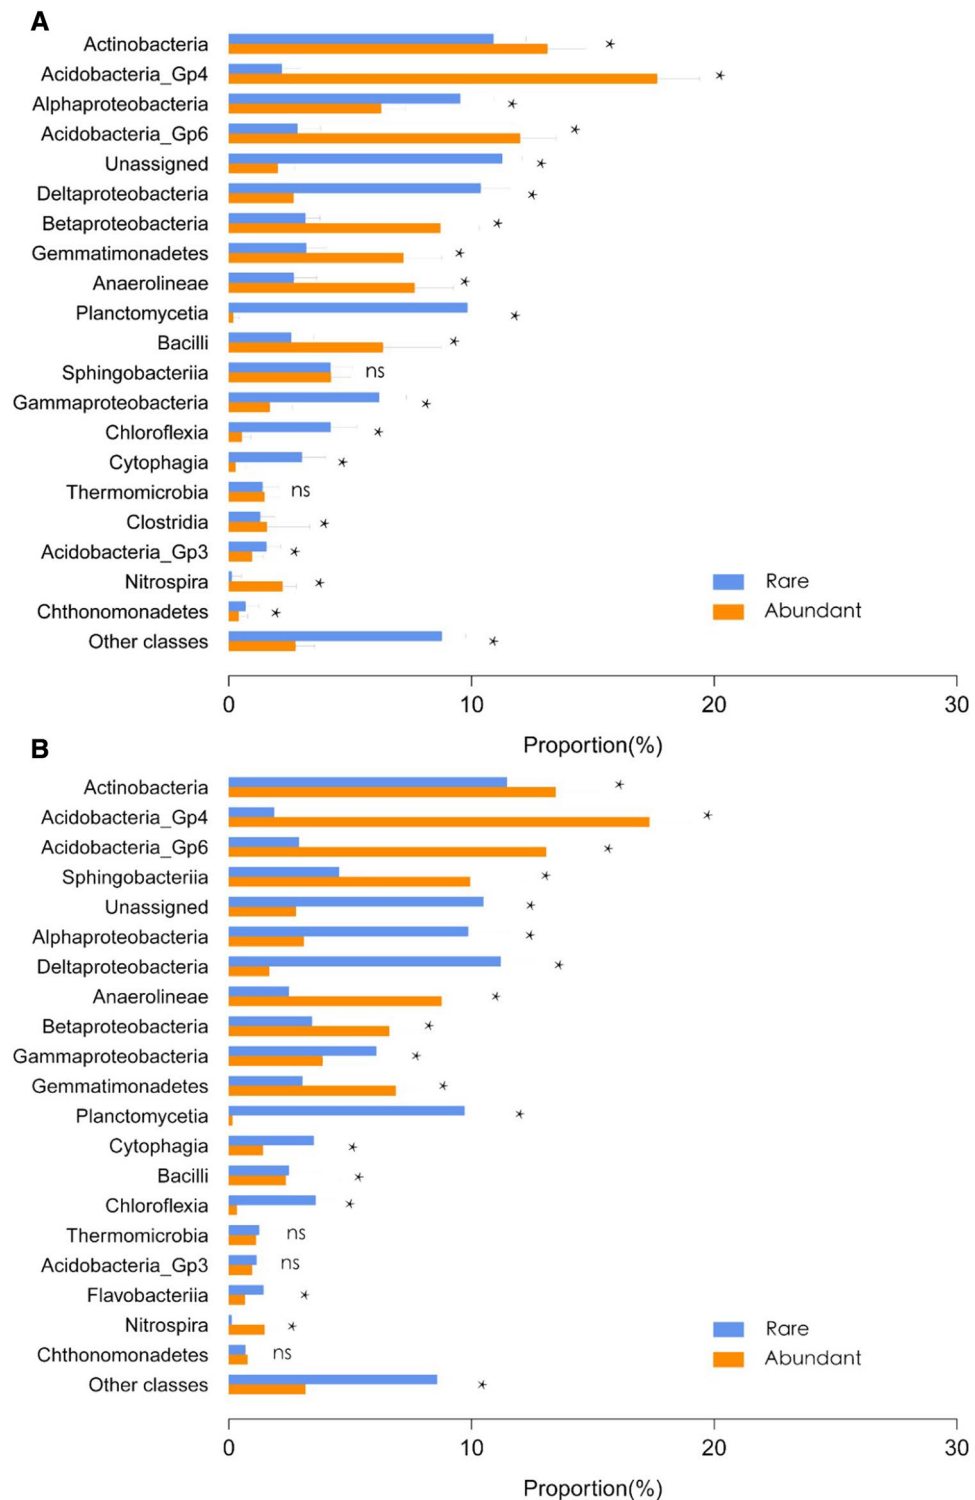 A
Actinobacteria *
Acidobacteria_Gp4 *
Alphaproteobacteria *
Acidobacteria_Gp6 *
Unassigned *
Deltaproteobacteria *
Betaproteobacteria *
Gemmatimonadetes *
Anaerolineae *
Planctomycetia *
Bacilli *
Sphingobacteriia ns
Gammaproteobacteria *
Chloroflexia *
Cytophagia *
Thermomicrobia ns
Clostridia *
Acidobacteria_Gp3 *
Nitrospira *
Chthonomonadetes *
Other classes *
Rare
Abundant
0 10 20 30
Proportion(%)
B
Actinobacteria *
Acidobacteria_Gp4 *
Acidobacteria_Gp6 *
Sphingobacteriia *
Unassigned *
Alphaproteobacteria *
Deltaproteobacteria *
Anaerolineae *
Betaproteobacteria *
Gammaproteobacteria *
Gemmatimonadetes *
Planctomycetia *
Cytophagia *
Bacilli *
Chloroflexia *
Thermomicrobia ns
Acidobacteria_Gp3 ns
Flavobacteriia *
Nitrospira *
Chthonomonadetes ns
Other classes *
Rare
Abundant
0 10 20 30
Proportion(%)